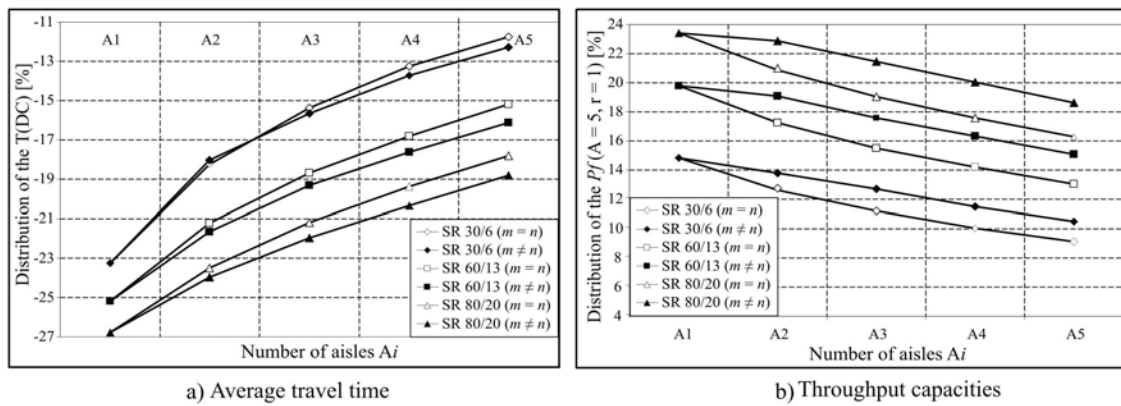 -11
-13
-15
-17
-19
-21
-23
-25
-27
Distribution of the T(DC) [%]
A1 A2 A3 A4 A5
SR 30/6 (m = n)
SR 30/6 (m ≠ n)
SR 60/13 (m = n)
SR 60/13 (m ≠ n)
SR 80/20 (m = n)
SR 80/20 (m ≠ n)
Number of aisles Ai
a) Average travel time
24
22
20
18
16
14
12
10
8
6
4
Distribution of the Pf (A = 5, r = 1) [%]
SR 30/6 (m = n)
SR 30/6 (m ≠ n)
SR 60/13 (m = n)
SR 60/13 (m ≠ n)
SR 80/20 (m = n)
SR 80/20 (m ≠ n)
A1 A2 A3 A4 A5
Number of aisles Ai
b) Throughput capacities